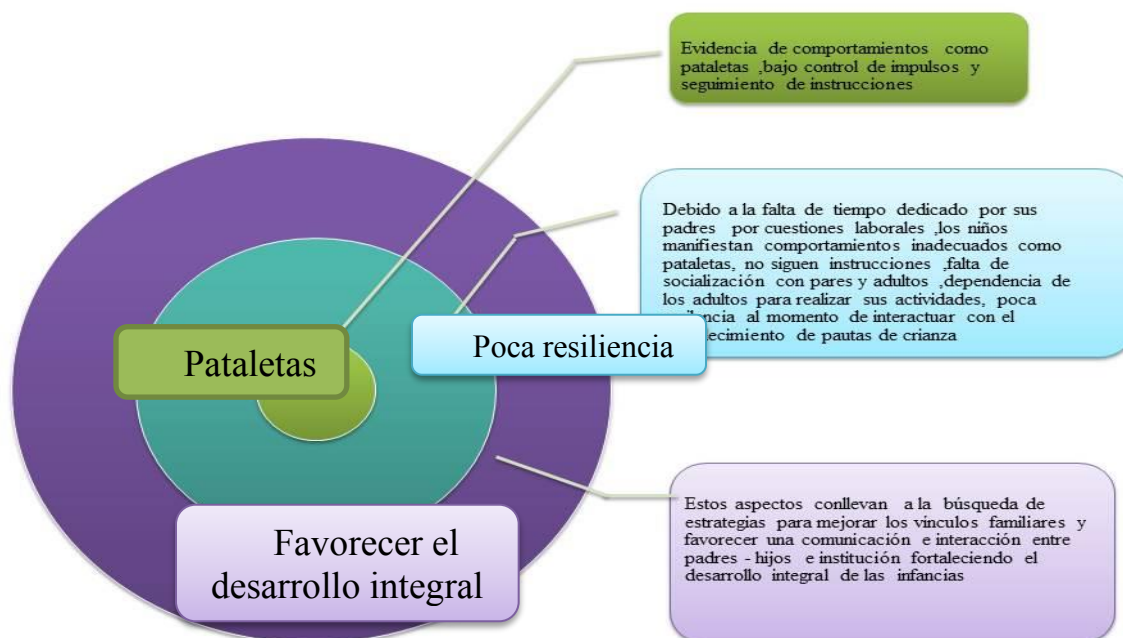 Evidencia de comportamientos como
pataletas ,bajo control de impulsos y
seguimiento de instrucciones
Debido a la falta de tiempo dedicado por sus
padres por cuestiones laborales ,los niños
manifiestan comportamientos inadecuados como
pataletas, no siguen instrucciones ,falta de
socialización con pares y adultos ,dependencia de
los adultos para realizar sus actividades, poca
al momento de interactuar con el
de pautas de crianza
Pataletas
Poca resiliencia
Estos aspectos conllevan a la búsqueda de
estrategias para mejorar los vínculos familiares y
favorecer una comunicación e interacción entre
padres - hijos e institución fortaleciendo el
desarrollo integral de las infancias
Favorecer el
desarrollo integral